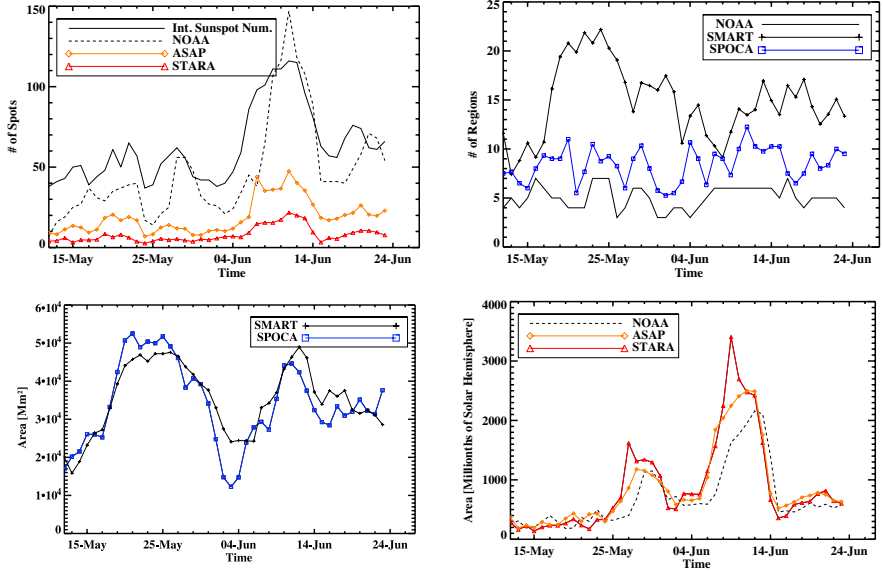 150
100
50
0
# of Spots
Int. Sunspot Num.
NOAA
ASAP
STARA
15-May
25-May
04-Jun
14-Jun
24-Jun
Time
25
20
15
10
5
0
# of Regions
NOAA
SMART
SPOCA
15-May
25-May
04-Jun
14-Jun
24-Jun
Time
6•10⁴
5•10⁴
4•10⁴
3•10⁴
2•10⁴
1•10⁴
0
Area [Mm²]
SMART
SPOCA
15-May
25-May
04-Jun
14-Jun
24-Jun
Time
4000
3000
2000
1000
0
Area [Millionths of Solar Hemisphere]
NOAA
ASAP
STARA
15-May
25-May
04-Jun
14-Jun
24-Jun
Time